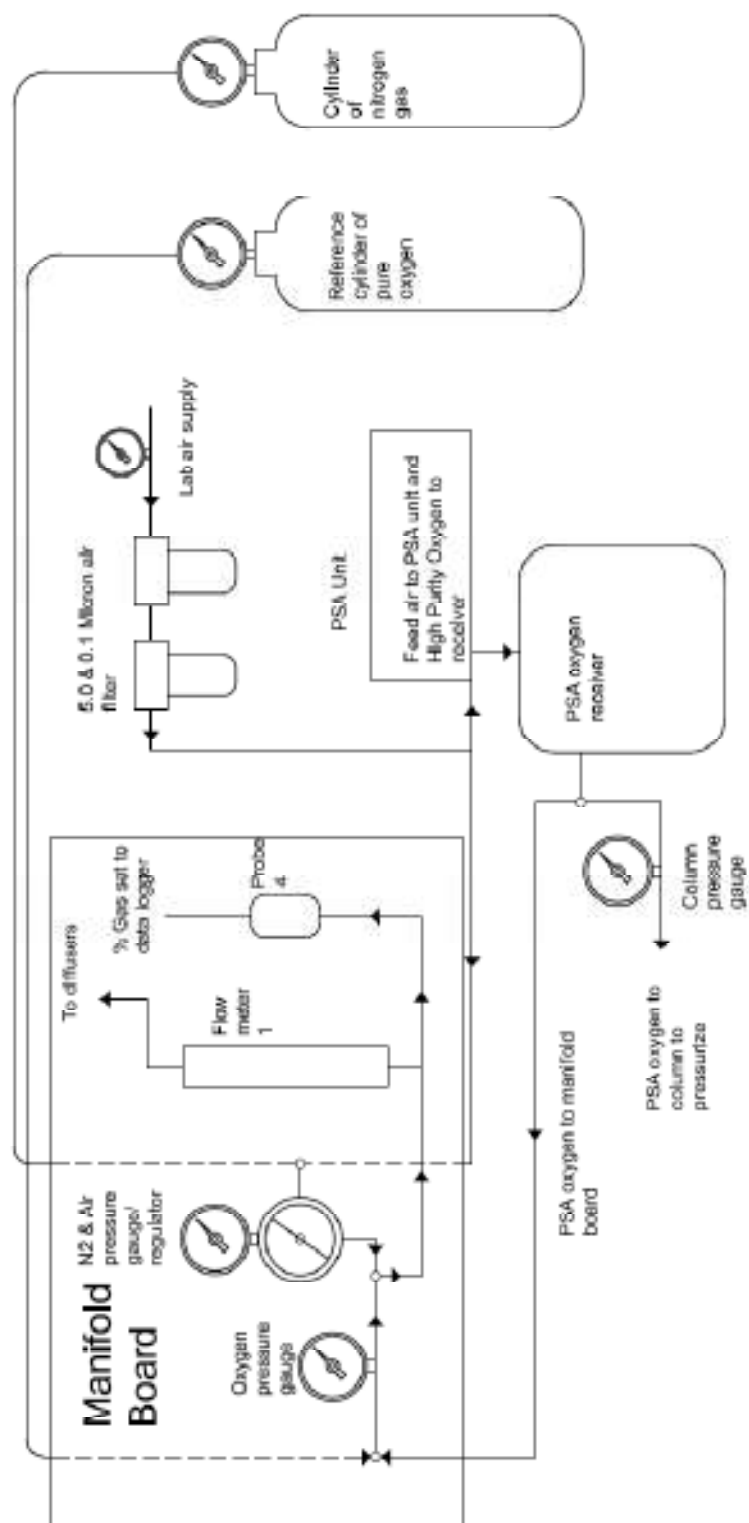 Cylinder
of
nitrogen
gas
Reference
cylinder of
pure
oxygen
Lab air supply
5.0 & 0.1 Micron air
filter
PSA Unit
Feed air to PSA unit and
High Purity Oxygen to
receiver
PSA oxygen
receiver
Column
pressure
gauge
PSA oxygen to
column to
pressurize
PSA oxygen to manifold
board
To diffusers
% Gas sat to
data logger
Probe
4
Flow
meter
1
N2 & Air
pressure
gauge/
regulator
Manifold
Board
Oxygen
pressure
gauge